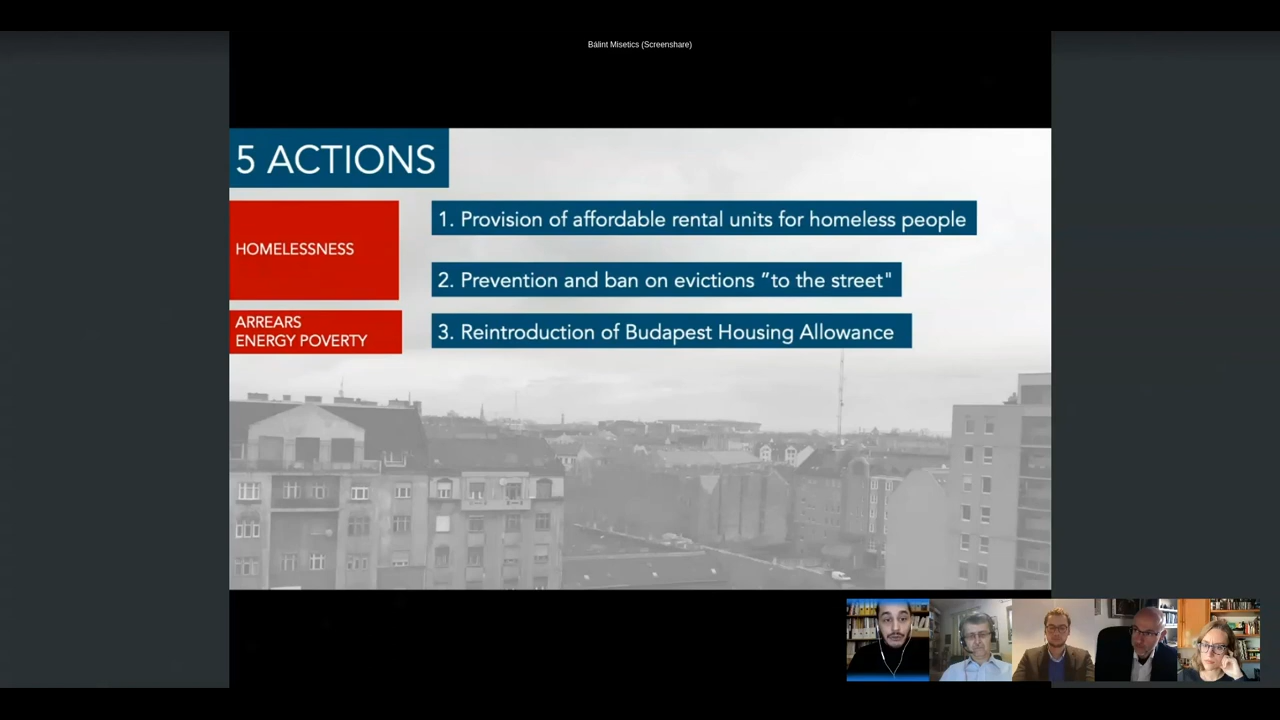 Bálint Misetics (Screenshare)
5 ACTIONS
HOMELESSNESS
1. Provision of affordable rental units for homeless people
2. Prevention and ban on evictions ”to the street"
ARREARS
ENERGY POVERTY
3. Reintroduction of Budapest Housing Allowance